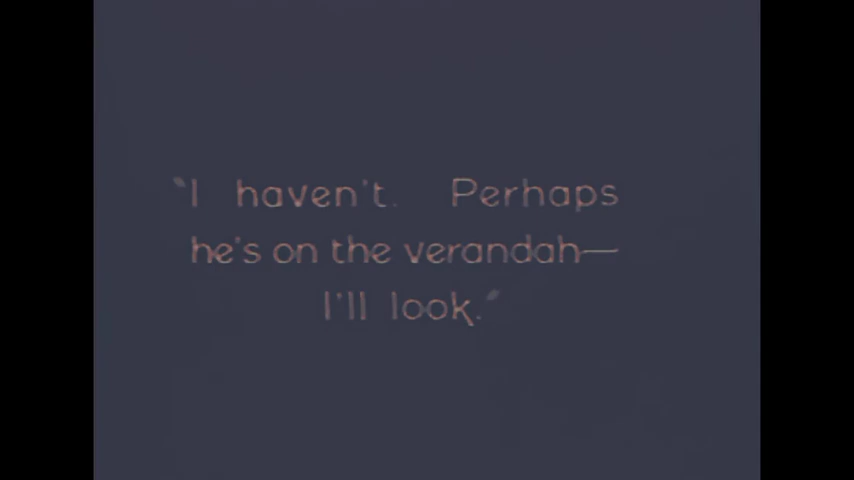 "I haven't. Perhaps
he's on the verandah—
I'll look."